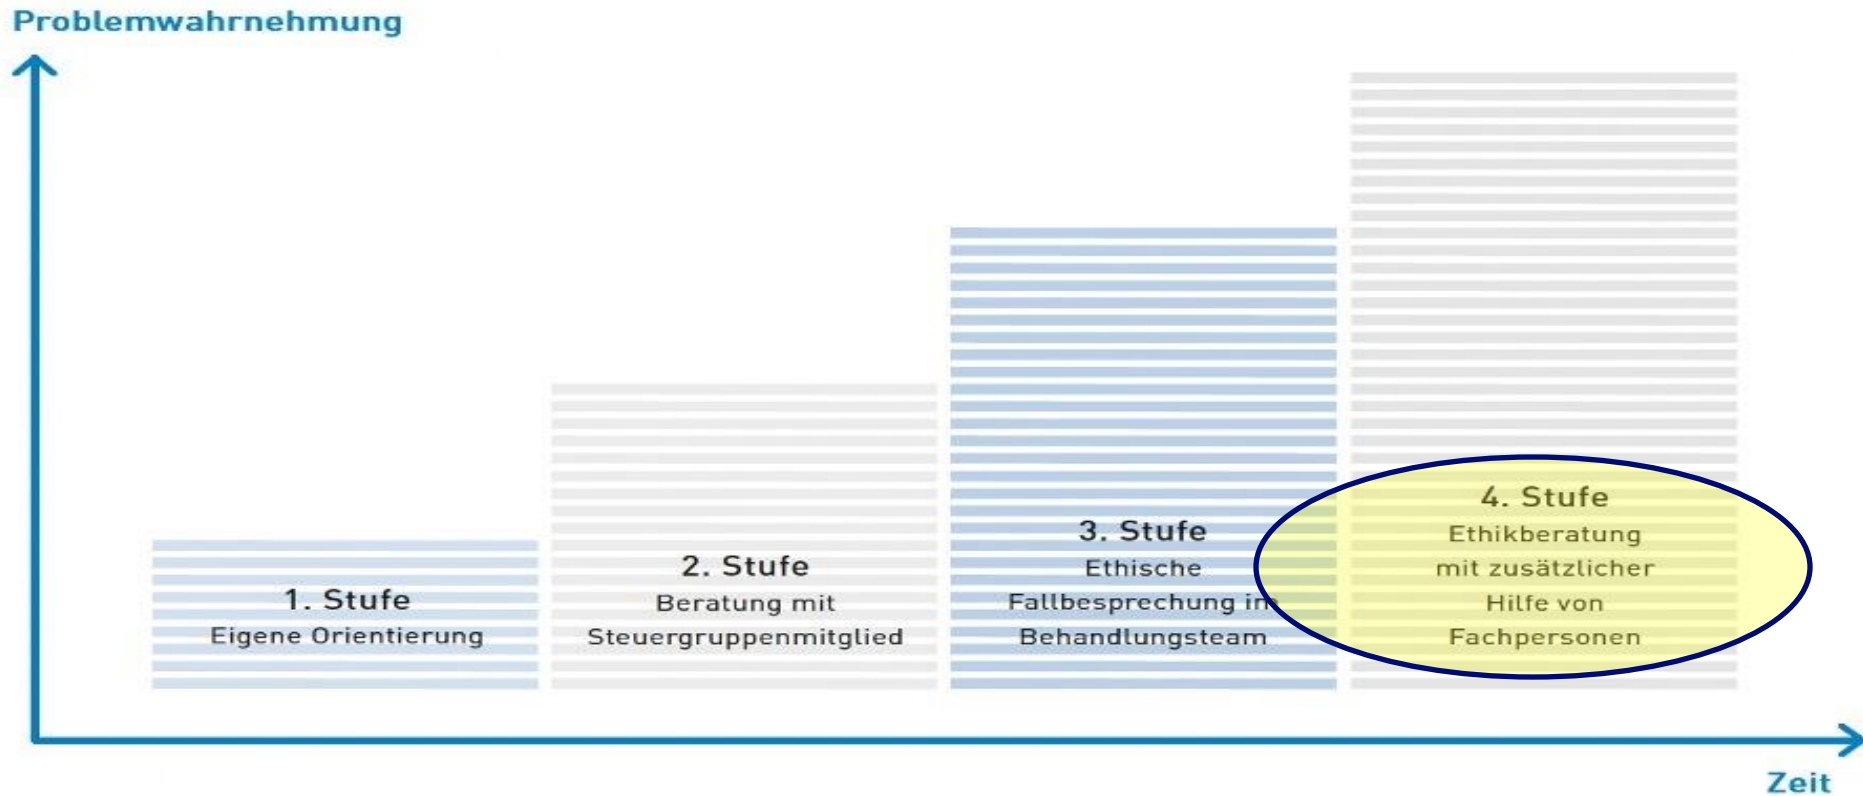 Problemwahrnehmung
1. Stufe
Eigene Orientierung
2. Stufe
Beratung mit
Steuergruppenmitglied
3. Stufe
Ethische
Fallbesprechung im
Behandlungsteam
4. Stufe
Ethikberatung
mit zusätzlicher
Hilfe von
Fachpersonen
Zeit